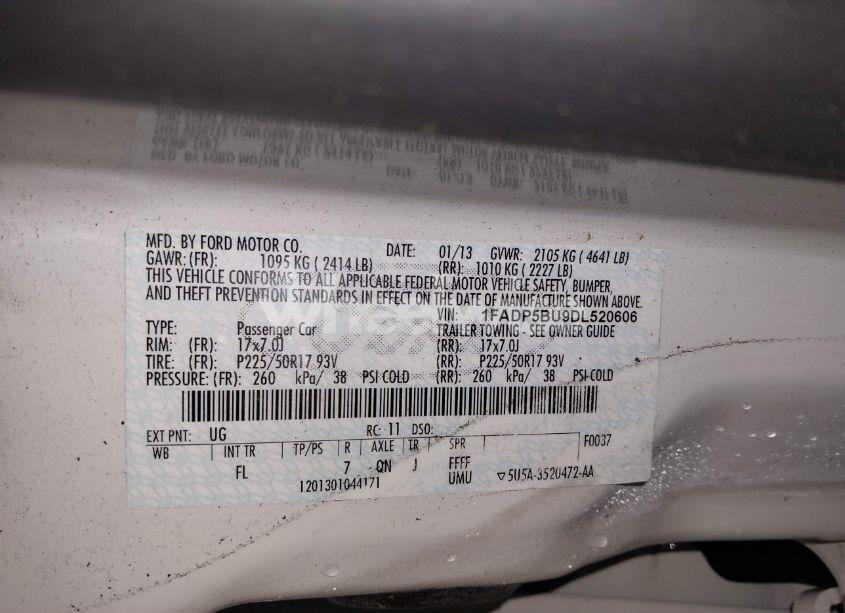 MFD. BY FORD MOTOR CO. DATE: 01/13 GVWR: 2105 KG ( 4641 LB)
GAWR: (FR): 1095 KG ( 2414 LB) (RR): 1010 KG ( 2227 LB)
THIS VEHICLE CONFORMS TO ALL APPLICABLE FEDERAL MOTOR VEHICLE SAFETY, BUMPER,
AND THEFT PREVENTION STANDARDS IN EFFECT ON THE DATE OF MANUFACTURE SHOWN ABOVE.
VIN: 1FADP5BU9DL520606
TYPE: Passenger Car TRAILER TOWING - SEE OWNER GUIDE
RIM: (FR) 17x7.0J (RR): 17x7.0J
TIRE: (FR) P225/50R17 93V (RR): P225/50R17 93V
PRESSURE: (FR): 260 kPa/ 38 PSI COLD (RR): 260 kPa/ 38 PSI COLD
EXT PNT: UG RC: 11 DSO: F0037
WB INT TR TP/PS R AXLE TR SPR
FL 7 QN J FFFF
1201301044171 UMU ▽5U5A-3520472-AA